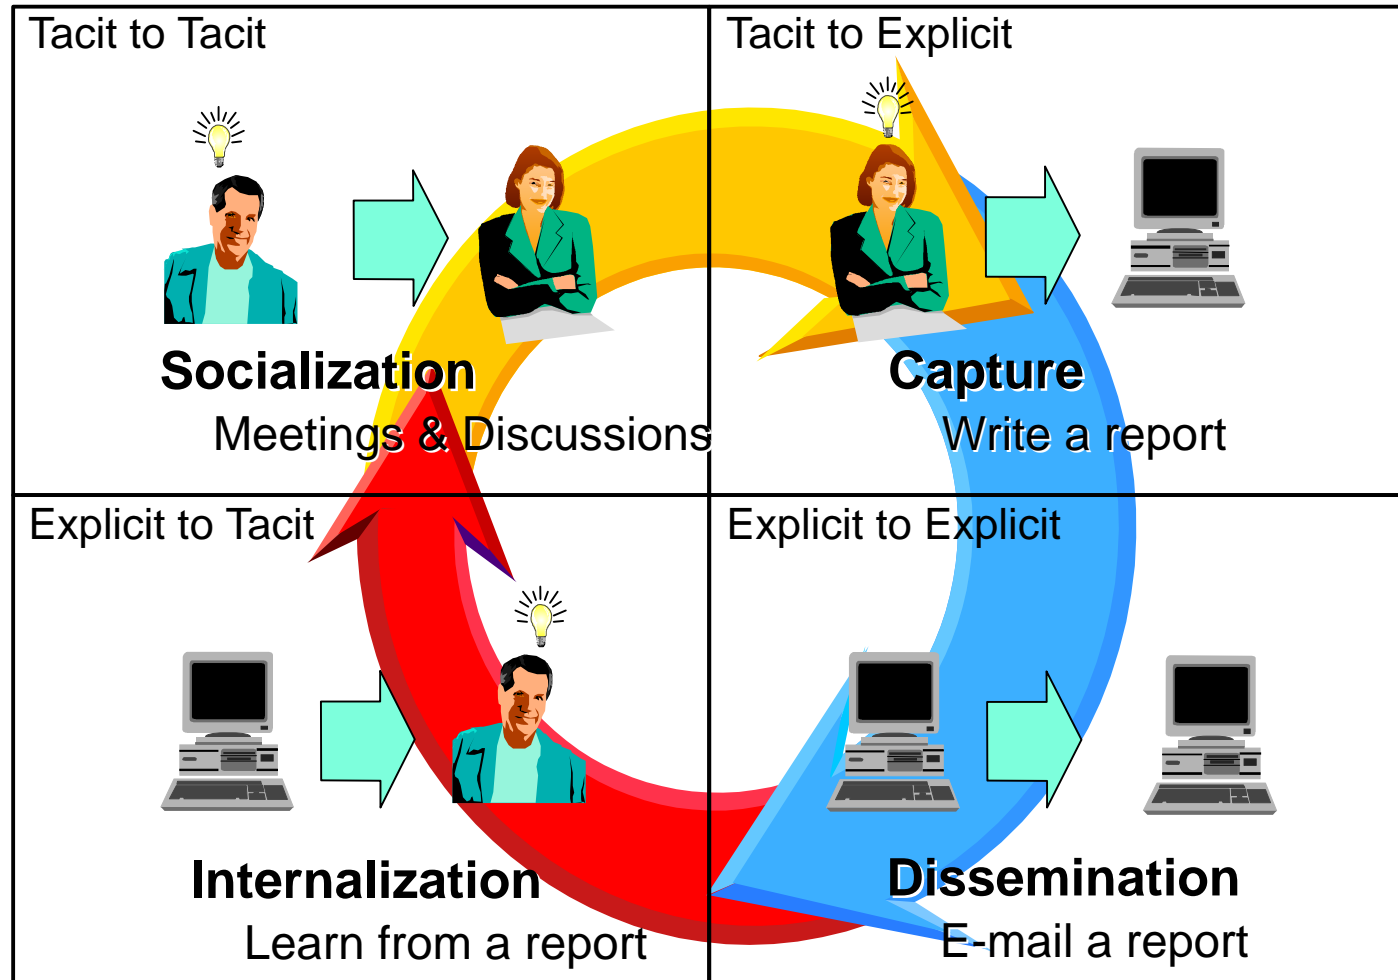 Tacit to Tacit
Socialization
Meetings & Discussions
Tacit to Explicit
Capture
Write a report
Explicit to Tacit
Internalization
Learn from a report
Explicit to Explicit
Dissemination
E-mail a report